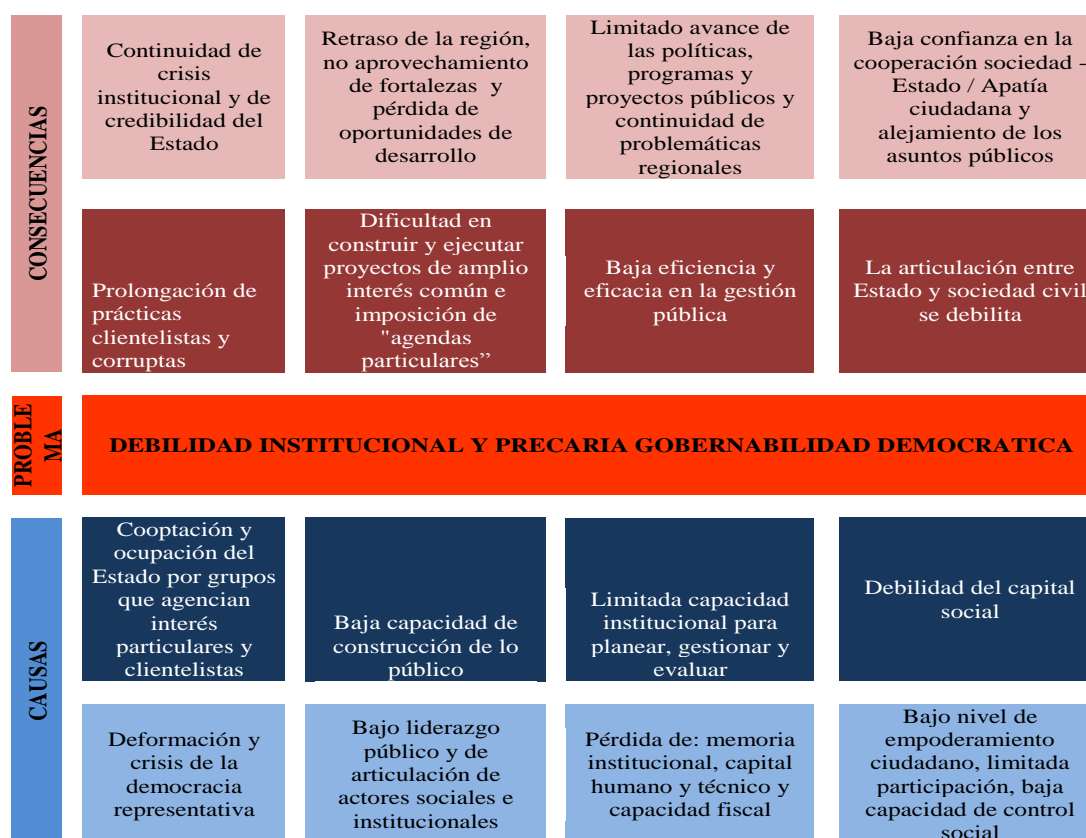 CONSECUENCIAS
Continuidad de
crisis
institucional y de
credibilidad del
Estado
Retraso de la región,
no aprovechamiento
de fortalezas y
pérdida de
oportunidades de
desarrollo
Limitado avance de
las políticas,
programas y
proyectos públicos y
continuidad de
problemáticas
regionales
Baja confianza en la
cooperación sociedad -
Estado / Apatía
ciudadana y
alejamiento de los
asuntos públicos
Prolongación de
prácticas
clientelistas y
corruptas
Dificultad en
construir y ejecutar
proyectos de amplio
interés común e
imposición de
"agendas
particulares”
Baja eficiencia y
eficacia en la gestión
pública
La articulación entre
Estado y sociedad civil
se debilita
PROBLE
MA
DEBILIDAD INSTITUCIONAL Y PRECARIA GOBERNABILIDAD DEMOCRATICA
CAUSAS
Cooptación y
ocupación del
Estado por grupos
que agencian
interés
particulares y
clientelistas
Baja capacidad de
construcción de lo
público
Limitada capacidad
institucional para
planear, gestionar y
evaluar
Debilidad del capital
social
Deformación y
crisis de la
democracia
representativa
Bajo liderazgo
público y de
articulación de
actores sociales e
institucionales
Pérdida de: memoria
institucional, capital
humano y técnico y
capacidad fiscal
Bajo nivel de
empoderamiento
ciudadano, limitada
participación, baja
capacidad de control
social